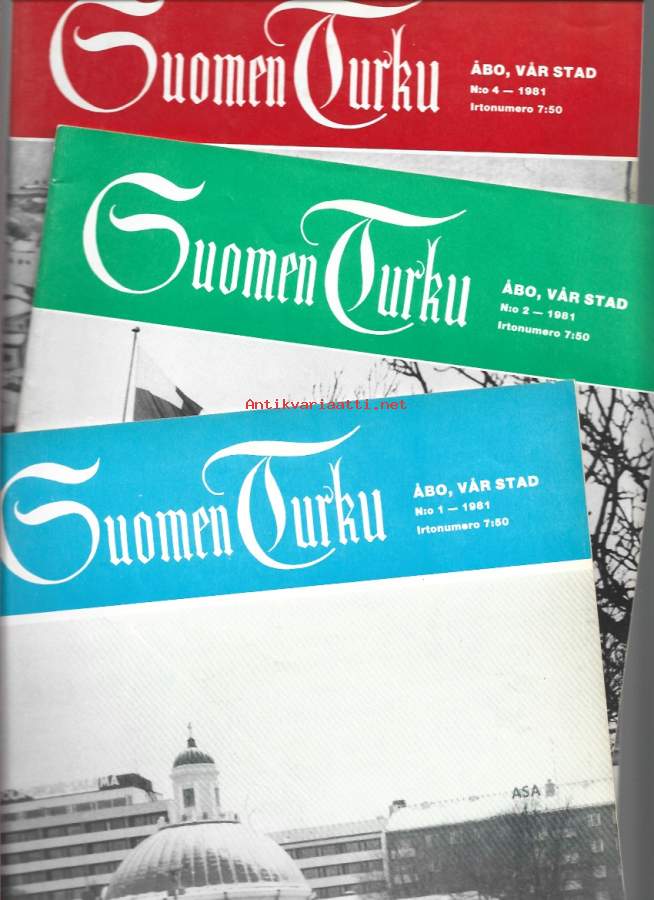 Suomen Turku
ÅBO, VÅR STAD
N:o 4 — 1981
Irtonumero 7:50
Suomen Turku
ÅBO, VÅR STAD
N:o 2 — 1981
Irtonumero 7:50
Antikvariaatti.net
Suomen Turku
ÅBO, VÅR STAD
N:o 1 — 1981
Irtonumero 7:50
ASA